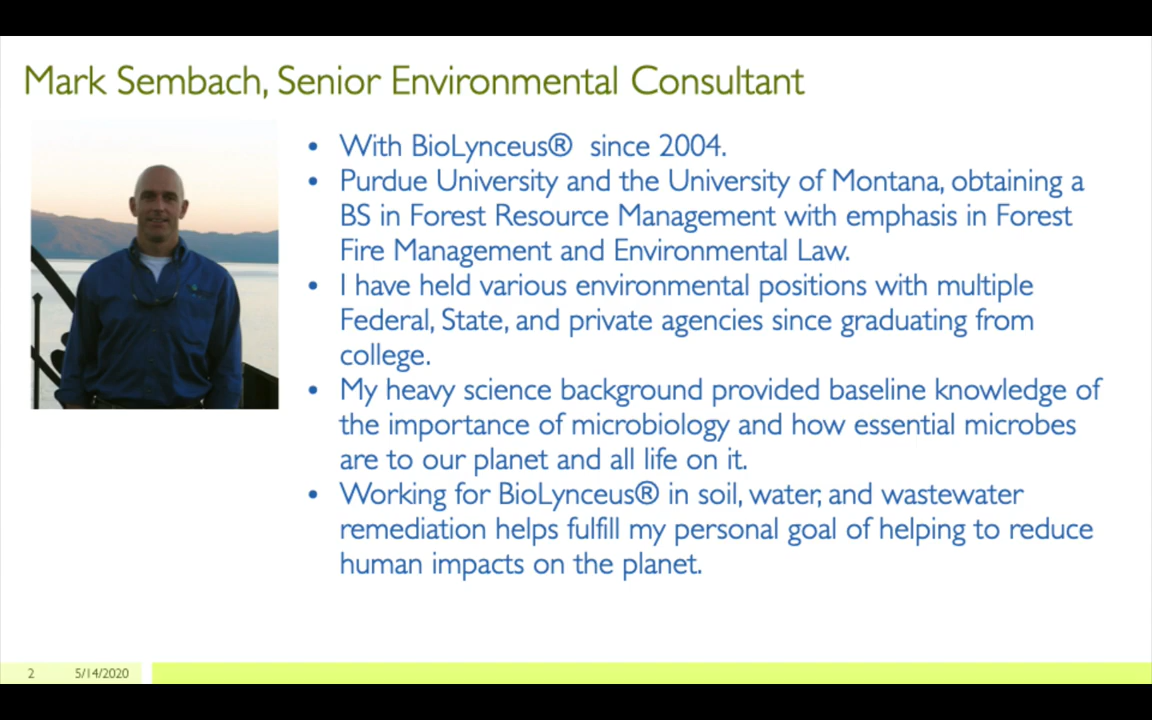 Mark Sembach, Senior Environmental Consultant
• With BioLynceus®  since 2004.
• Purdue University and the University of Montana, obtaining a
BS in Forest Resource Management with emphasis in Forest
Fire Management and Environmental Law.
• I have held various environmental positions with multiple
Federal, State, and private agencies since graduating from
college.
• My heavy science background provided baseline knowledge of
the importance of microbiology and how essential microbes
are to our planet and all life on it.
• Working for BioLynceus® in soil, water, and wastewater
remediation helps fulfill my personal goal of helping to reduce
human impacts on the planet.
2 5/14/2020